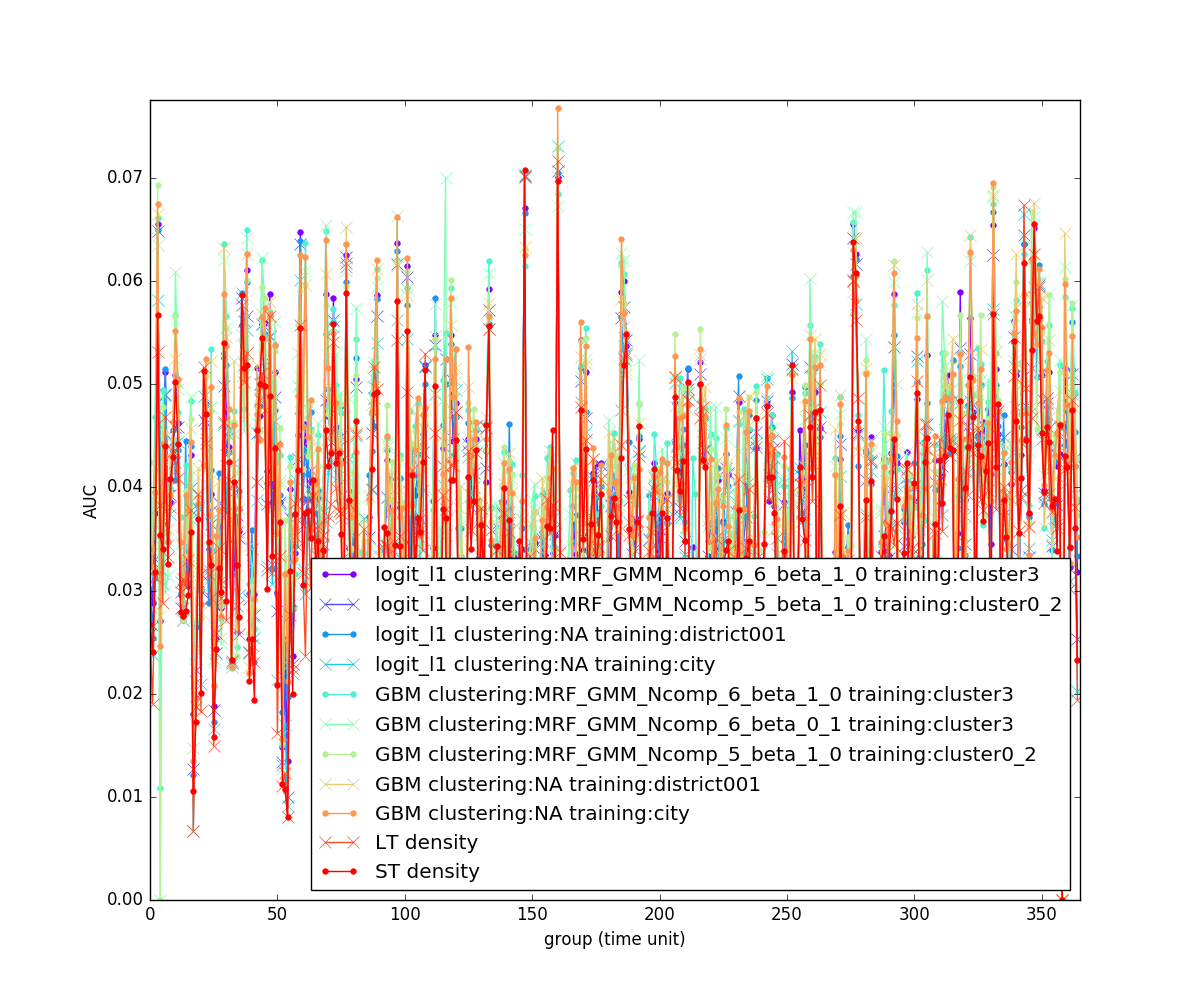 0.07
0.06
0.05
0.04
0.03
0.02
0.01
0.00
AUC
logit_l1 clustering:MRF_GMM_Ncomp_6_beta_1_0 training:cluster3
logit_l1 clustering:MRF_GMM_Ncomp_5_beta_1_0 training:cluster0_2
logit_l1 clustering:NA training:district001
logit_l1 clustering:NA training:city
GBM clustering:MRF_GMM_Ncomp_6_beta_1_0 training:cluster3
GBM clustering:MRF_GMM_Ncomp_6_beta_0_1 training:cluster3
GBM clustering:MRF_GMM_Ncomp_5_beta_1_0 training:cluster0_2
GBM clustering:NA training:district001
GBM clustering:NA training:city
LT density
ST density
0 50 100 150 200 250 300 350
group (time unit)